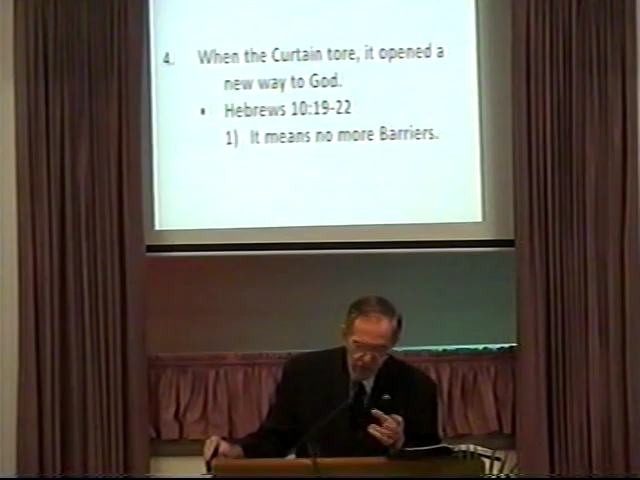 4. When the Curtain tore, it opened a
new way to God.
• Hebrews 10:19-22
1) It means no more Barriers.